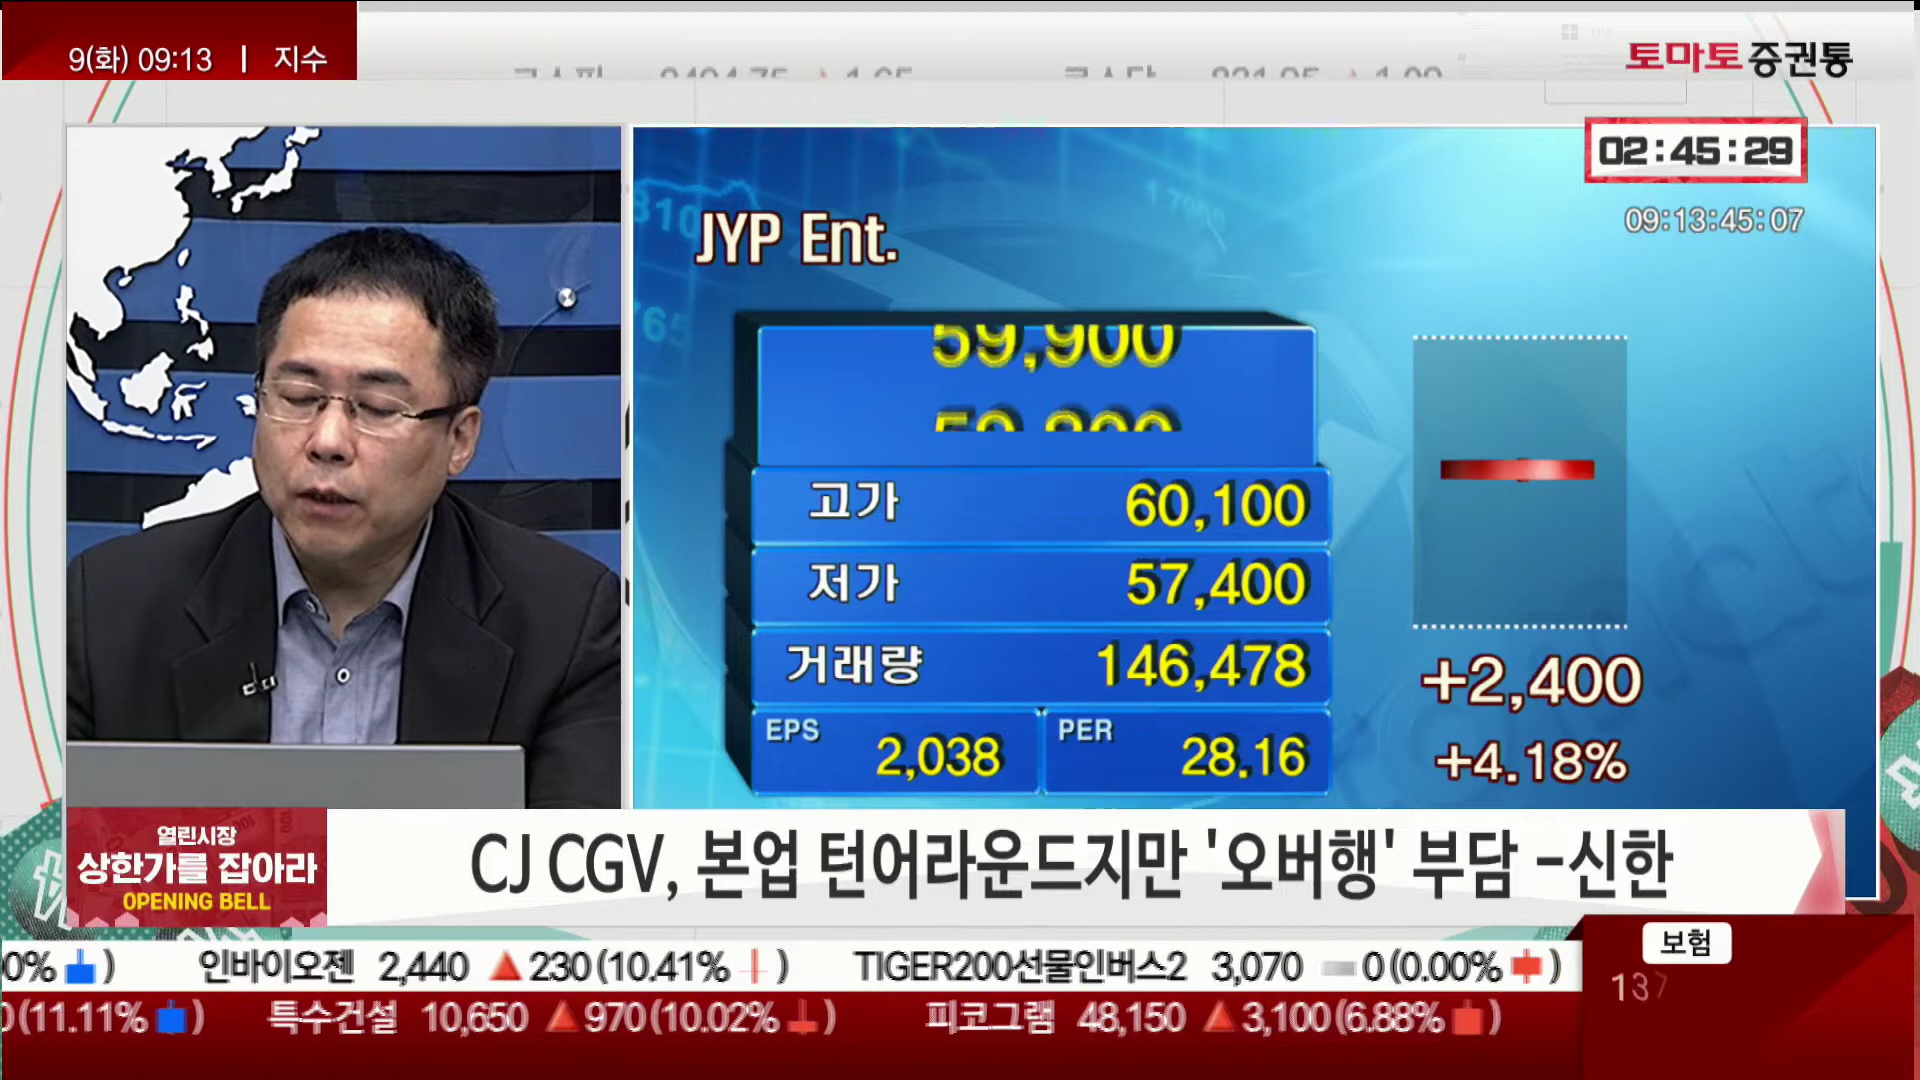 9(화) 09:13 | 지수
토마토증권통
02:45:29
09:13:45:07
JYP Ent.
59,900
고가 60,100
저가 57,400
거래량 146,478
EPS 2,038 PER 28.16
+2,400
+4.18%
열린시장
상한가를 잡아라
OPENING BELL
CJ CGV, 본업 턴어라운드지만 '오버행' 부담 -신한
보험
0% ) 인바이오젠 2,440 ▲230(10.41% ) TIGER200선물인버스2 3,070 0(0.00% )
137
(11.11% ) 특수건설 10,650 ▲970(10.02% ) 피코그램 48,150 ▲3,100(6.88% )